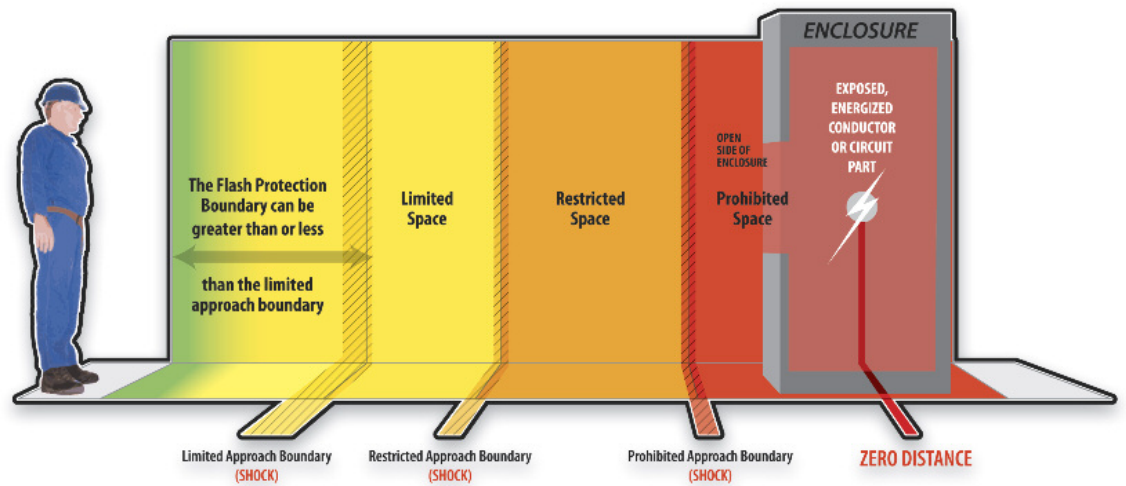 ENCLOSURE
EXPOSED,
ENERGIZED
CONDUCTOR
OR CIRCUIT
PART
OPEN
SIDE OF
ENCLOSURE
The Flash Protection
Boundary can be
greater than or less
than the limited
approach boundary
Limited
Space
Restricted
Space
Prohibited
Space
Limited Approach Boundary
(SHOCK)
Restricted Approach Boundary
(SHOCK)
Prohibited Approach Boundary
(SHOCK)
ZERO DISTANCE